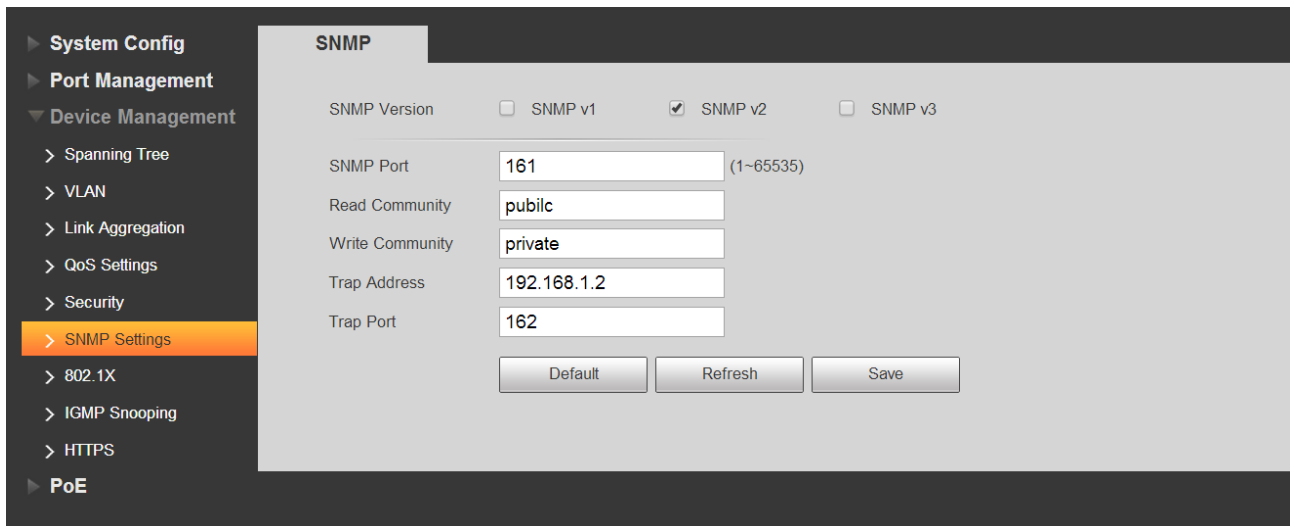 System Config
Port Management
Device Management
Spanning Tree
VLAN
Link Aggregation
QoS Settings
Security
SNMP Settings
802.1X
IGMP Snooping
HTTPS
PoE
SNMP
SNMP Version SNMP v1 SNMP v2 SNMP v3
SNMP Port 161 (1~65535)
Read Community pubilc
Write Community private
Trap Address 192.168.1.2
Trap Port 162
Default Refresh Save